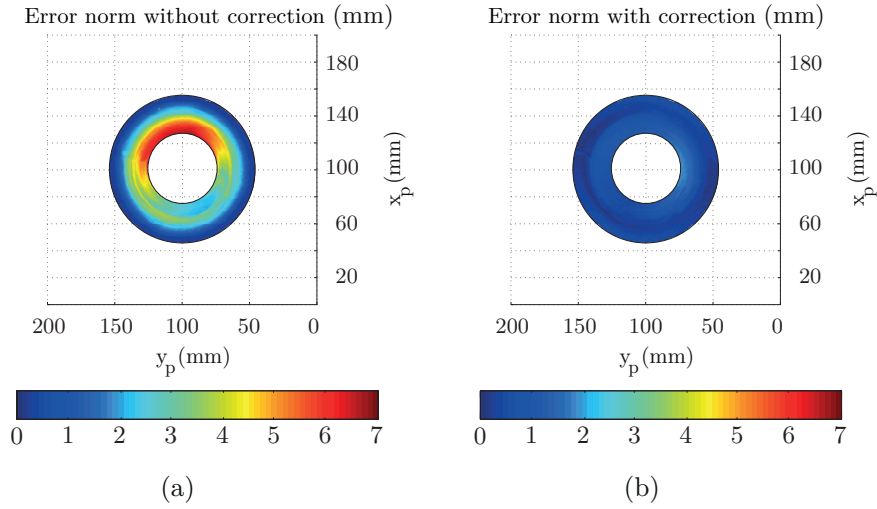 Error norm without correction (mm)
180
140
100
60
20
x_p (mm)
200 150 100 50 0
y_p (mm)
0 1 2 3 4 5 6 7
(a)
Error norm with correction (mm)
180
140
100
60
20
x_p (mm)
200 150 100 50 0
y_p (mm)
0 1 2 3 4 5 6 7
(b)